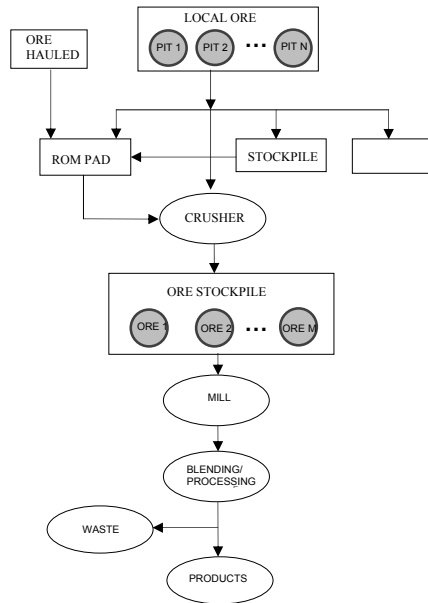 LOCAL ORE
PIT 1 PIT 2 ... PIT N
ORE
HAULED
ROM PAD
STOCKPILE
CRUSHER
ORE STOCKPILE
ORE 1 ORE 2 ... ORE M
MILL
BLENDING/
PROCESSING
WASTE
PRODUCTS